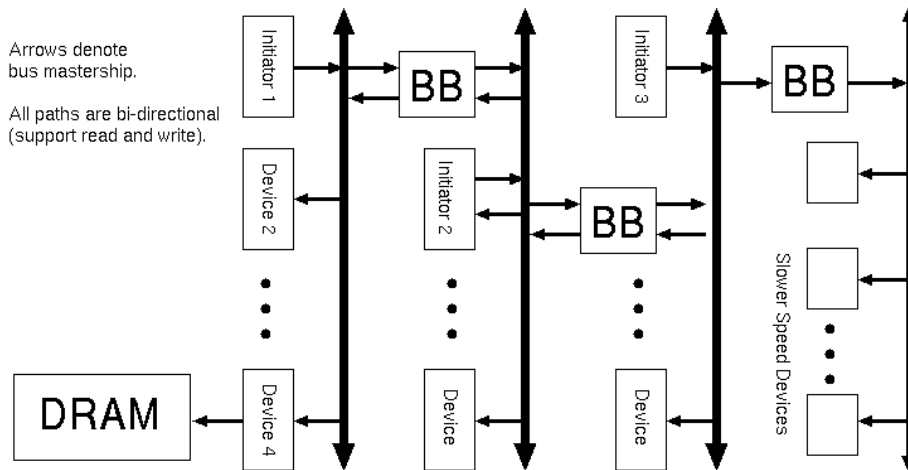 Arrows denote
bus mastership.
All paths are bi-directional
(support read and write).
Initiator 1
BB
Device 2
Initiator 2
BB
Initiator 3
BB
Slower Speed Devices
DRAM
Device 4
Device
Device